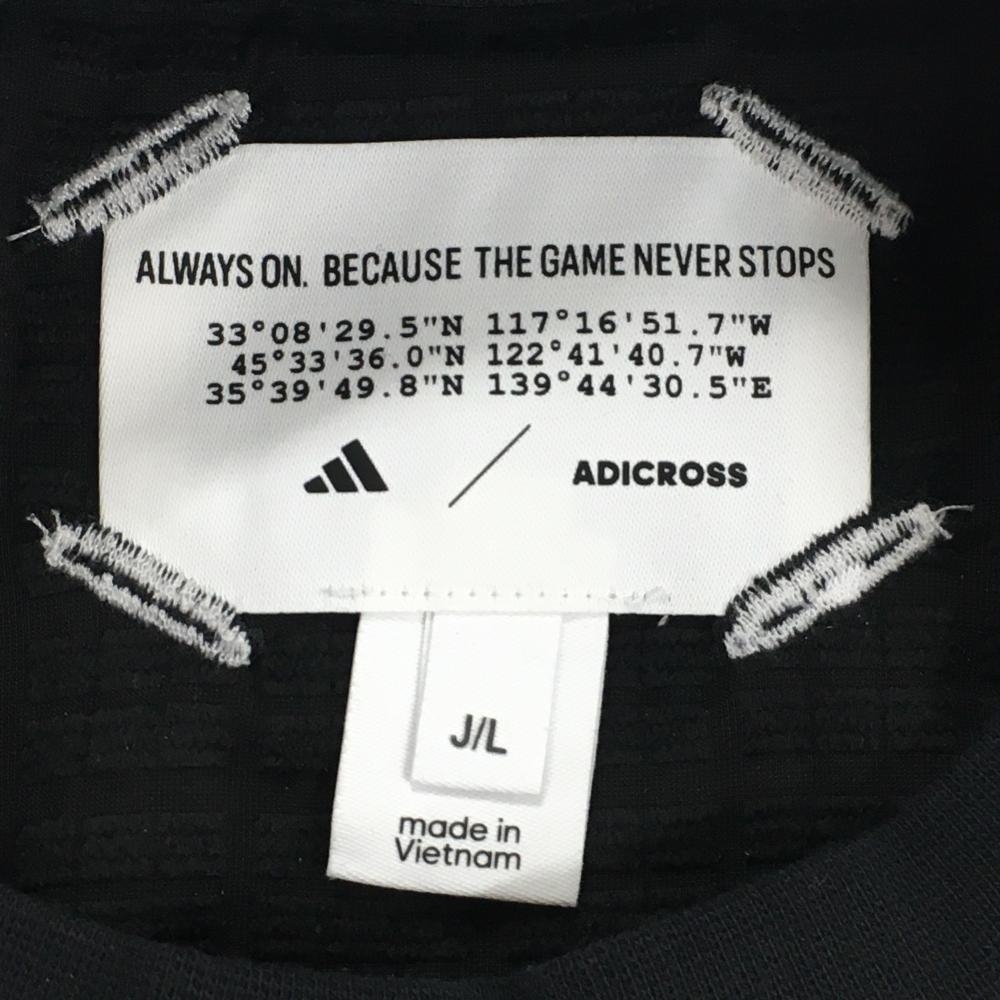 ALWAYS ON. BECAUSE THE GAME NEVER STOPS
33°08'29.5"N 117°16'51.7"W
45°33'36.0"N 122°41'40.7"W
35°39'49.8"N 139°44'30.5"E
ADICROSS
J/L
made in
Vietnam